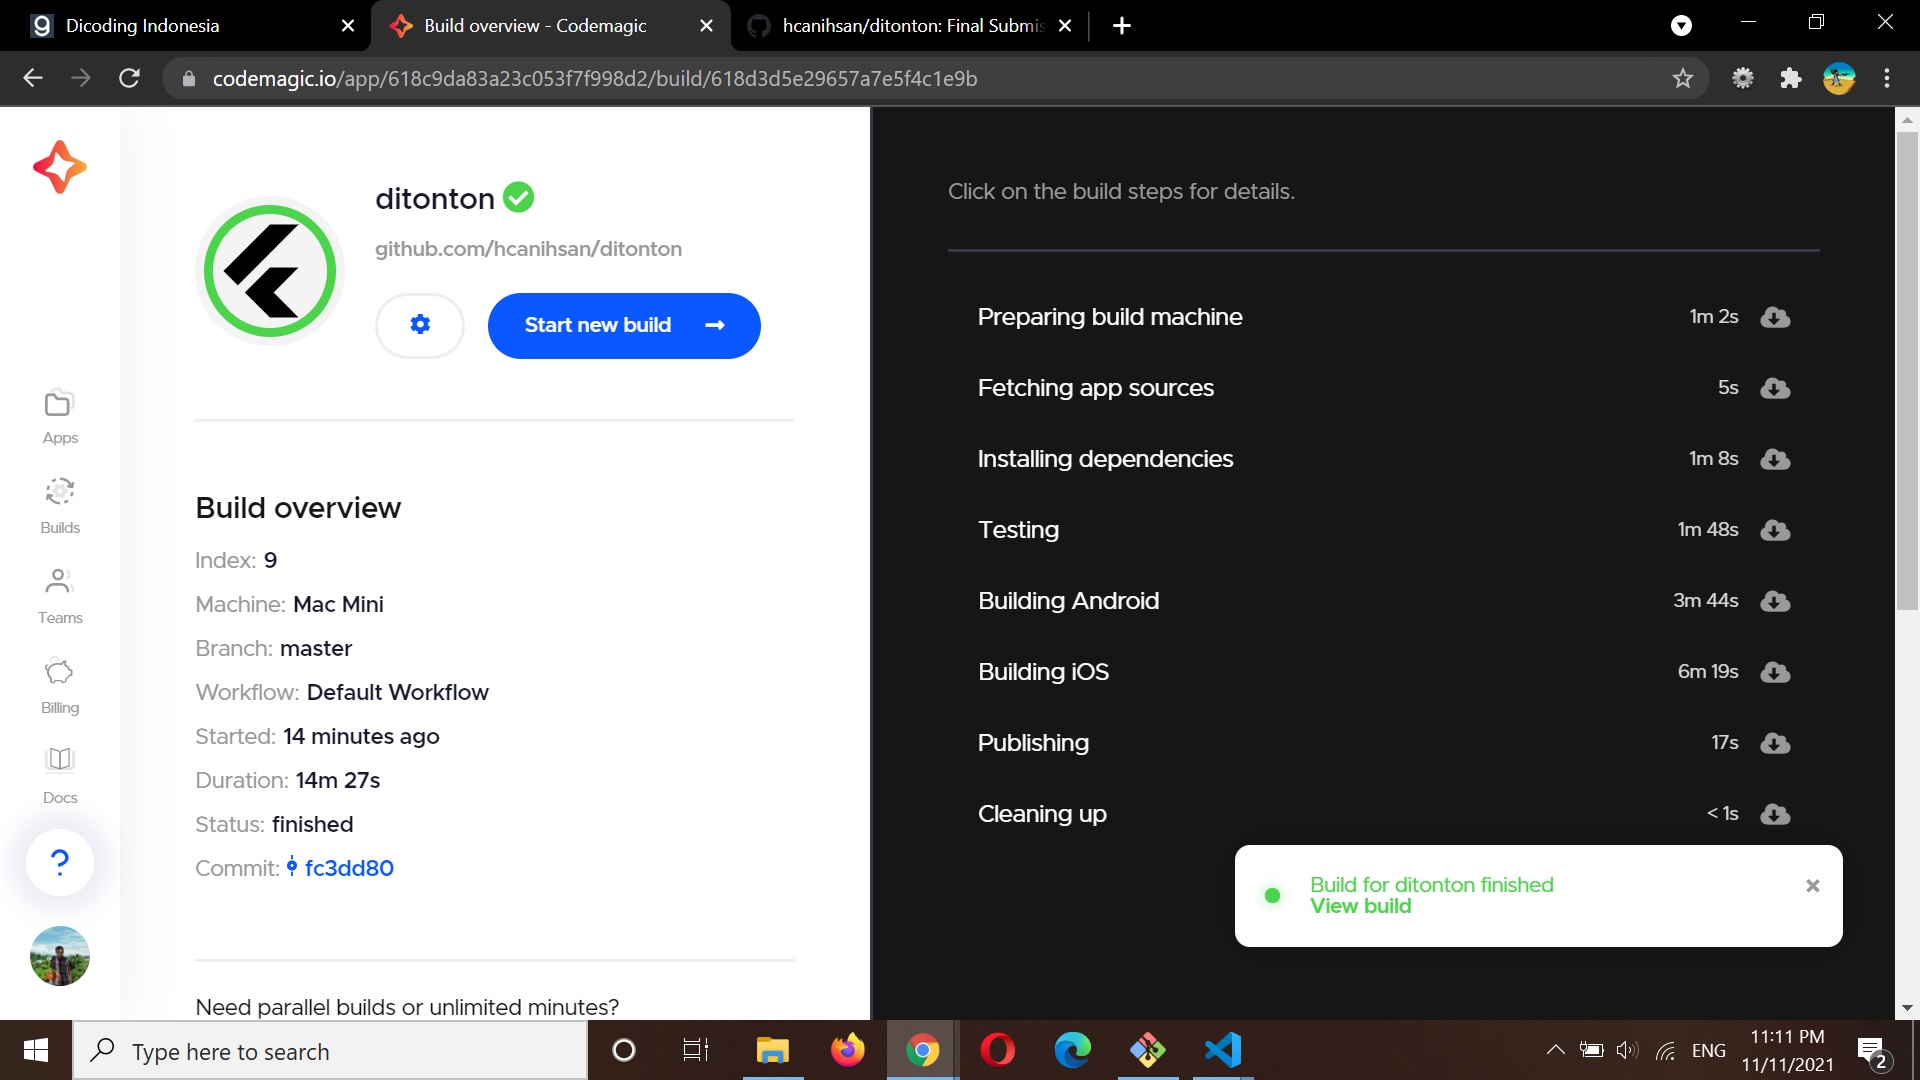 Dicoding Indonesia
Build overview - Codemagic
hcanihsan/ditonton: Final Submis
codemagic.io/app/618c9da83a23c053f7f998d2/build/618d3d5e29657a7e5f4c1e9b
Apps
Builds
Teams
Billing
Docs
?
ditonton
github.com/hcanihsan/ditonton
Start new build
Build overview
Index: 9
Machine: Mac Mini
Branch: master
Workflow: Default Workflow
Started: 14 minutes ago
Duration: 14m 27s
Status: finished
Commit: fc3dd80
Need parallel builds or unlimited minutes?
Click on the build steps for details.
Preparing build machine 1m 2s
Fetching app sources 5s
Installing dependencies 1m 8s
Testing 1m 48s
Building Android 3m 44s
Building iOS 6m 19s
Publishing 17s
Cleaning up < 1s
Build for ditonton finished
View build
Type here to search
ENG
11:11 PM
11/11/2021
2